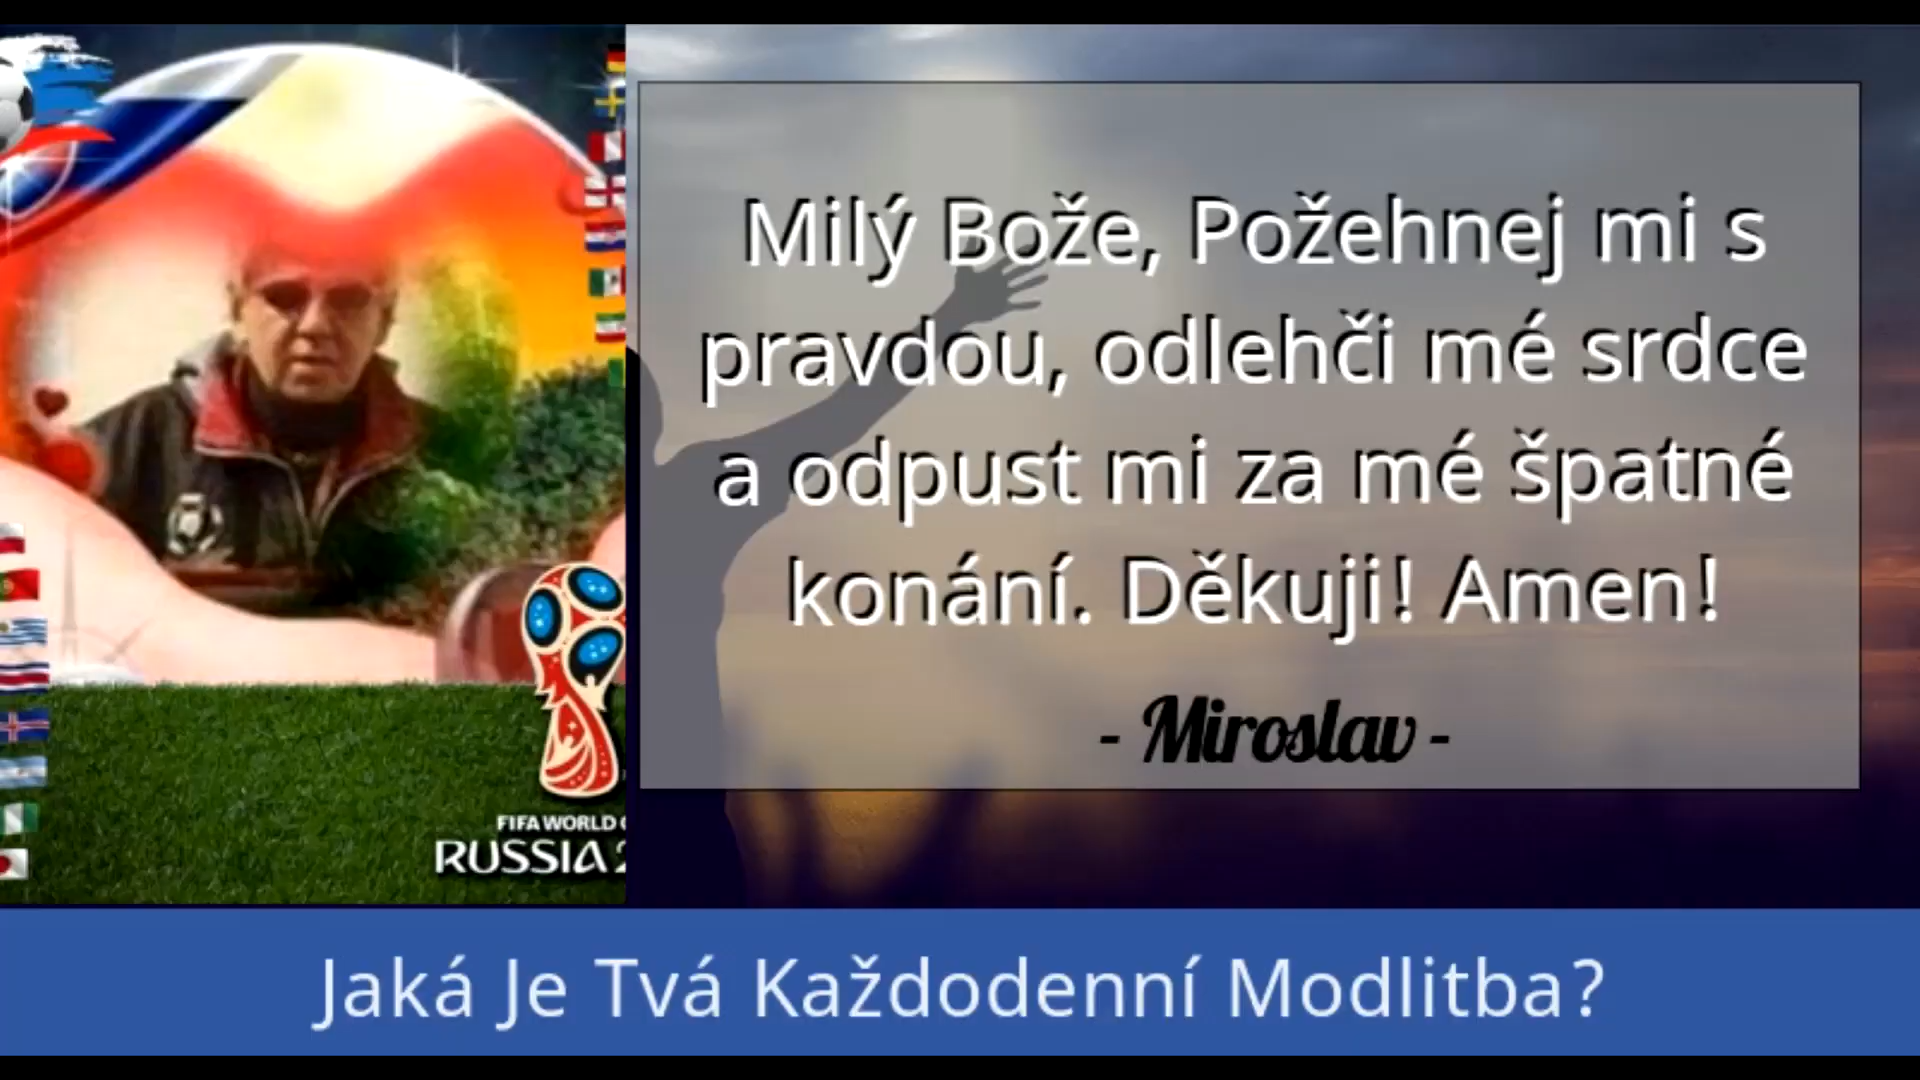 Milý Bože, Požehnej mi s
pravdou, odlehči mé srdce
a odpust mi za mé špatné
konání. Děkuji! Amen!
- Miroslav -
FIFA WORLD
RUSSIA 2
Jaká Je Tvá Každodenní Modlitba?